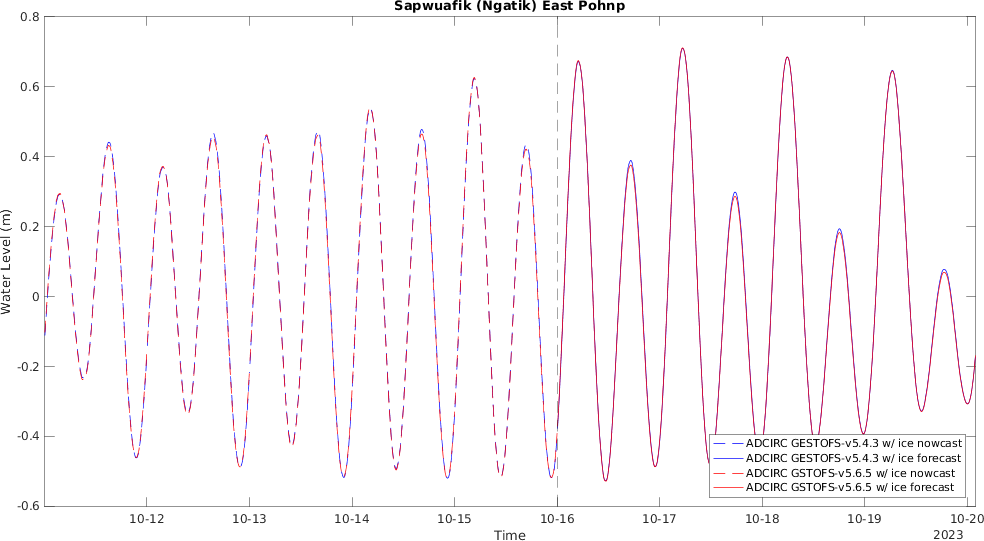 Sapwuafik (Ngatik) East Pohnp
Water Level (m)
0.8
0.6
0.4
0.2
0
-0.2
-0.4
-0.6
10-12
10-13
10-14
10-15
10-16
10-17
10-18
10-19
10-20
Time
2023
ADCIRC GESTOFS-v5.4.3 w/ ice nowcast
ADCIRC GESTOFS-v5.4.3 w/ ice forecast
ADCIRC GSTOFS-v5.6.5 w/ ice nowcast
ADCIRC GSTOFS-v5.6.5 w/ ice forecast